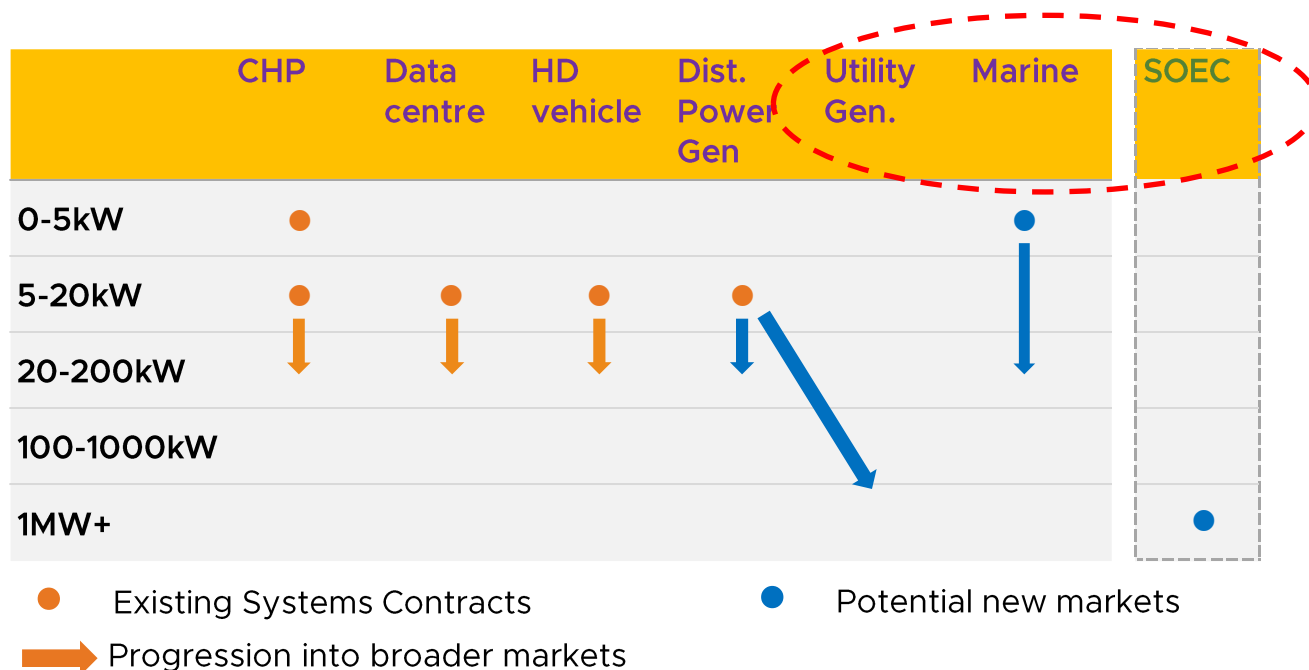 CHP
Data
centre
HD
vehicle
Dist.
Power
Gen
Utility
Gen.
Marine
SOEC
0-5kW
5-20kW
20-200kW
100-1000kW
1MW+
Existing Systems Contracts
Potential new markets
Progression into broader markets